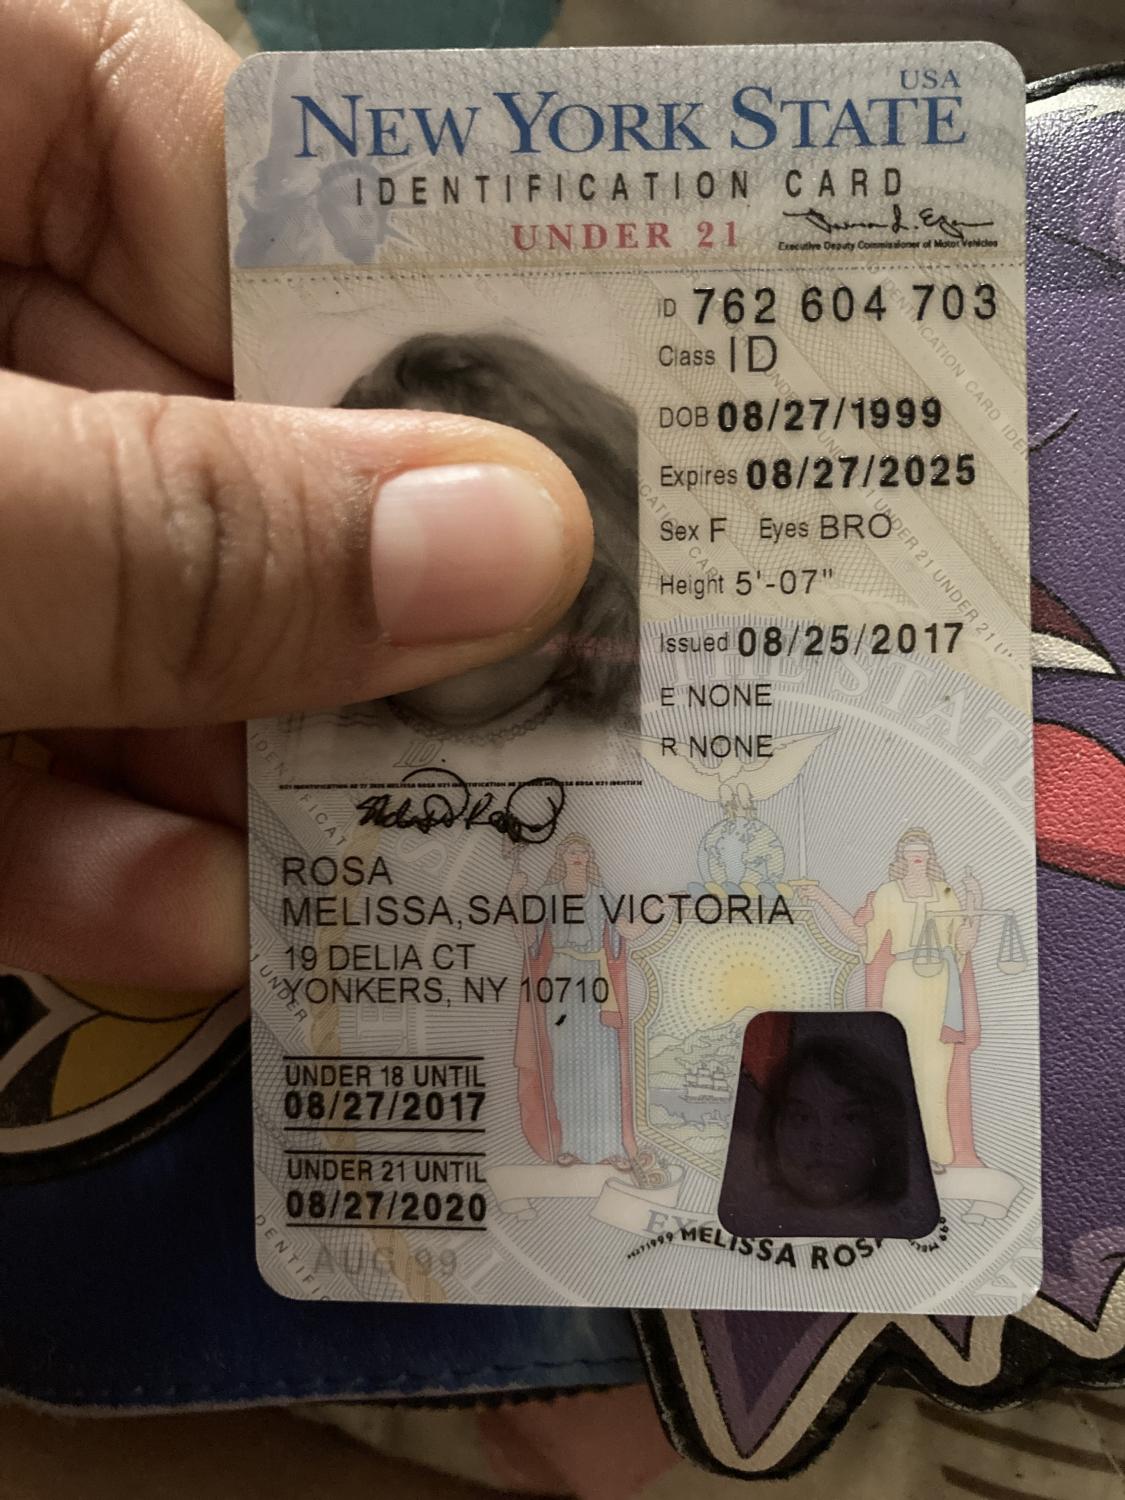 USA
NEW YORK STATE
IDENTIFICATION CARD
UNDER 21
Executive Deputy Commissioner of Motor Vehicles
ID 762 604 703
Class ID
DOB 08/27/1999
Expires 08/27/2025
Sex F Eyes BRO
Height 5'-07"
Issued 08/25/2017
E NONE
R NONE
ROSA
MELISSA,SADIE VICTORIA
19 DELIA CT
YONKERS, NY 10710
UNDER 18 UNTIL
08/27/2017
UNDER 21 UNTIL
08/27/2020
AUG 99
MELISSA ROSA